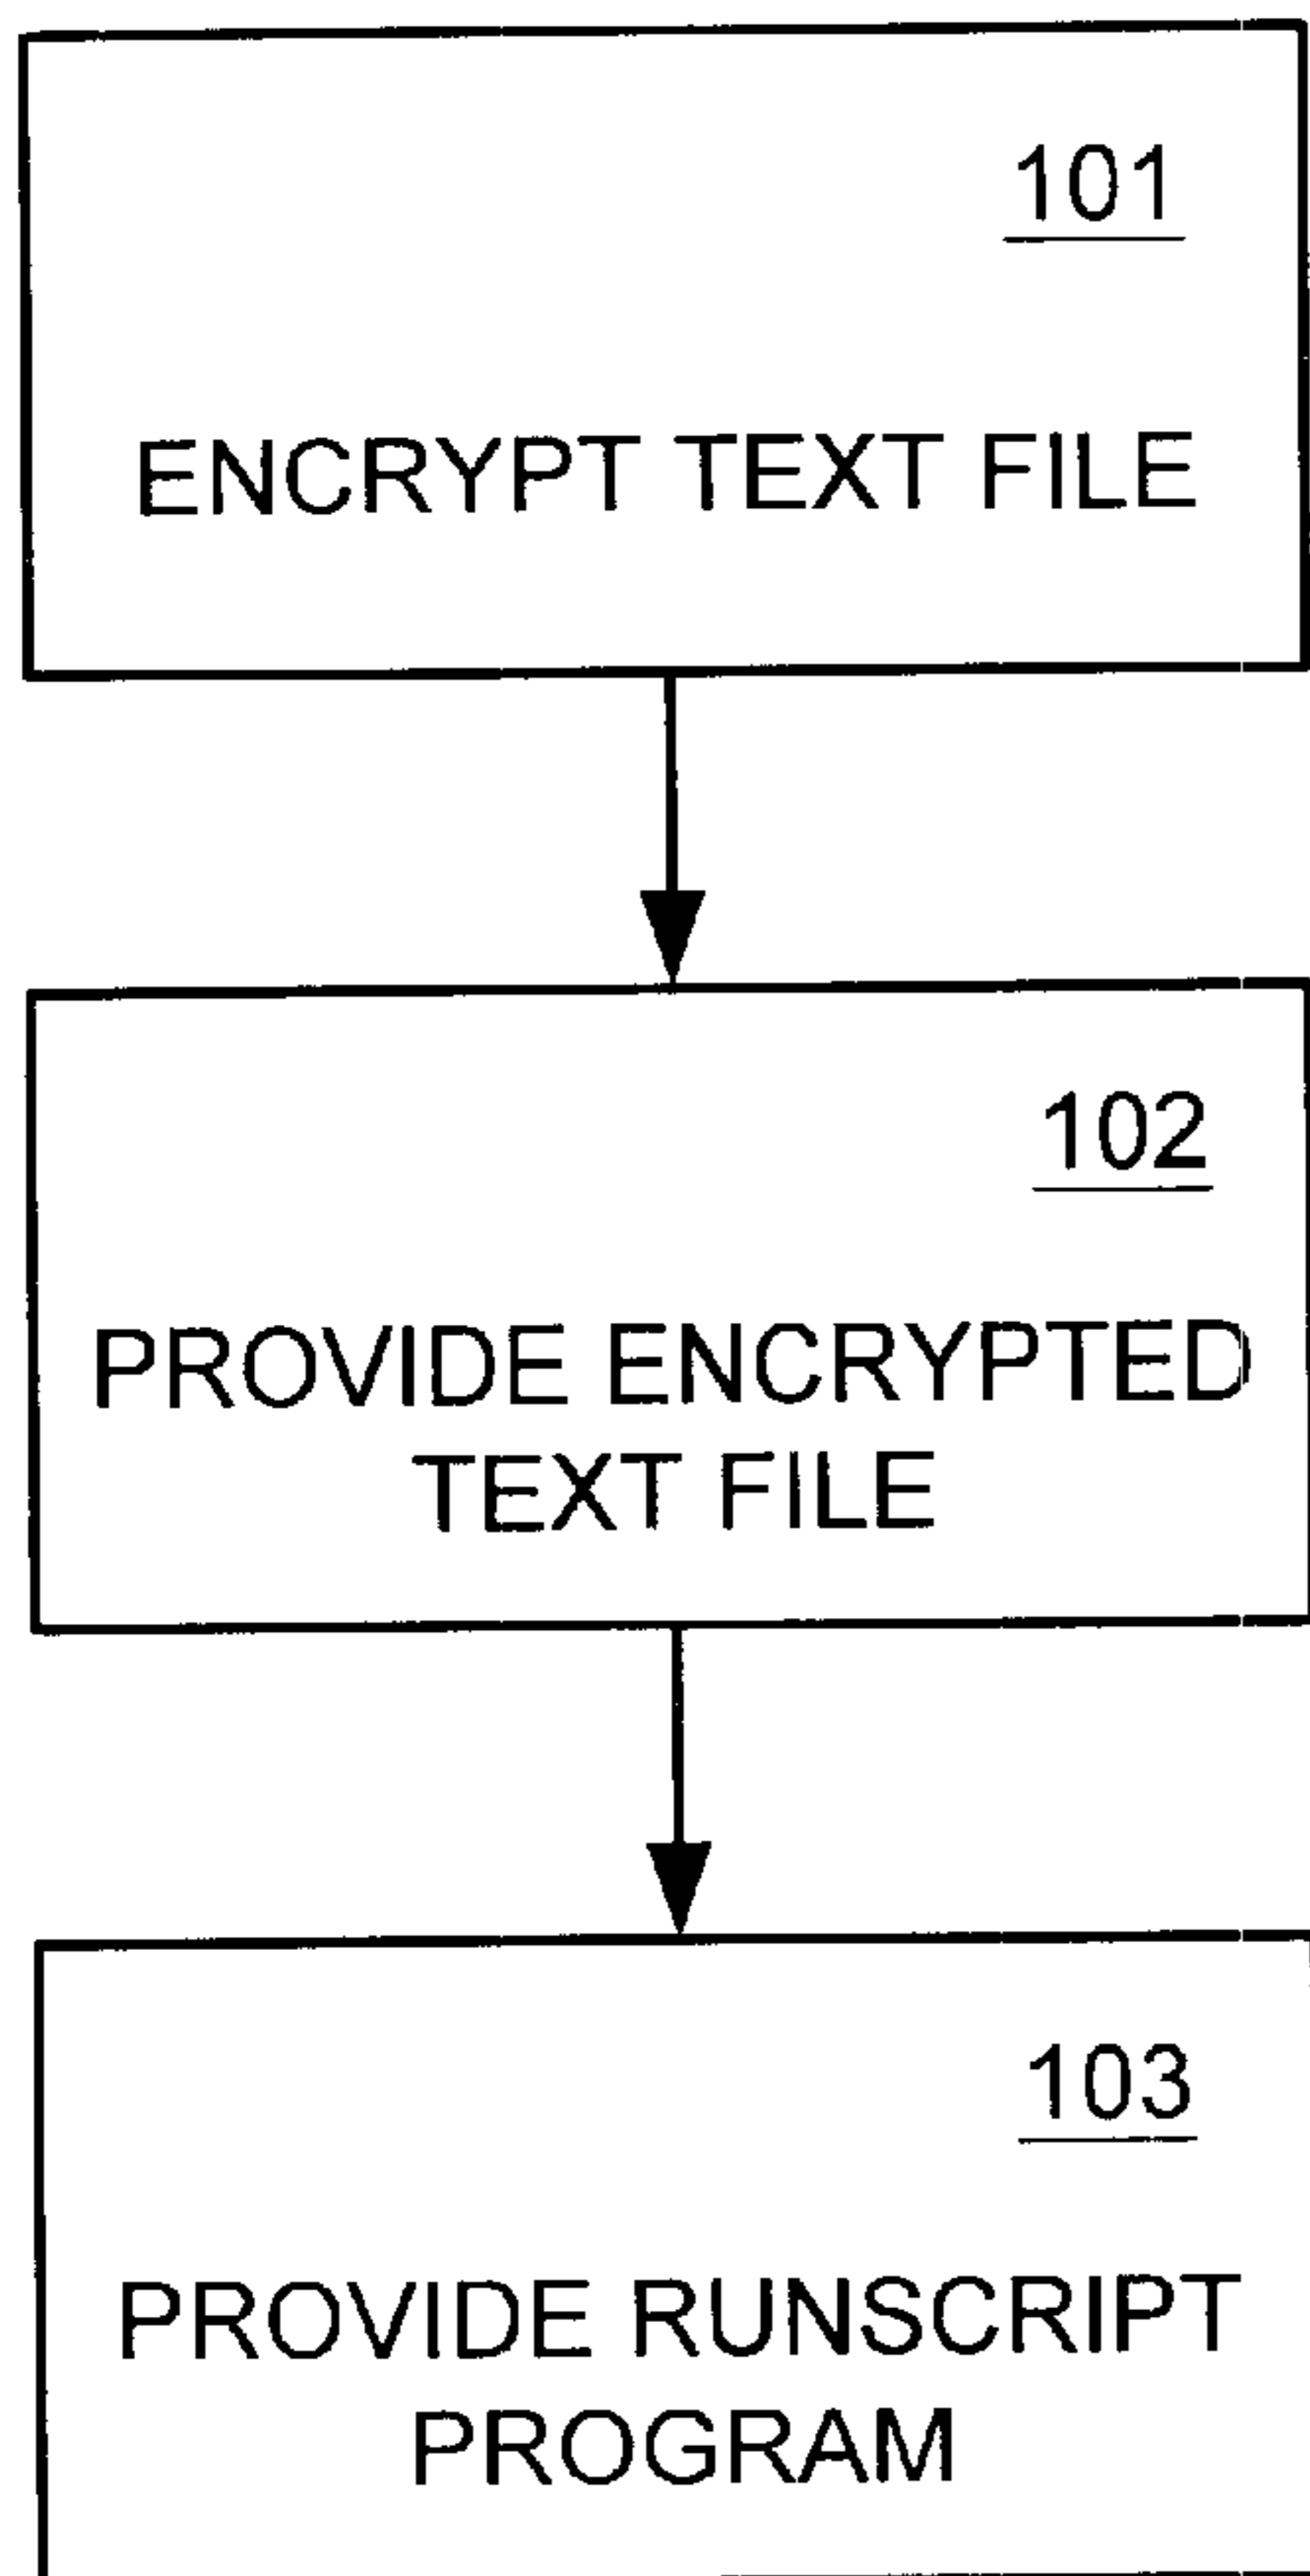 101
ENCRYPT TEXT FILE
102
PROVIDE ENCRYPTED
TEXT FILE
103
PROVIDE RUNSCRIPT
PROGRAM